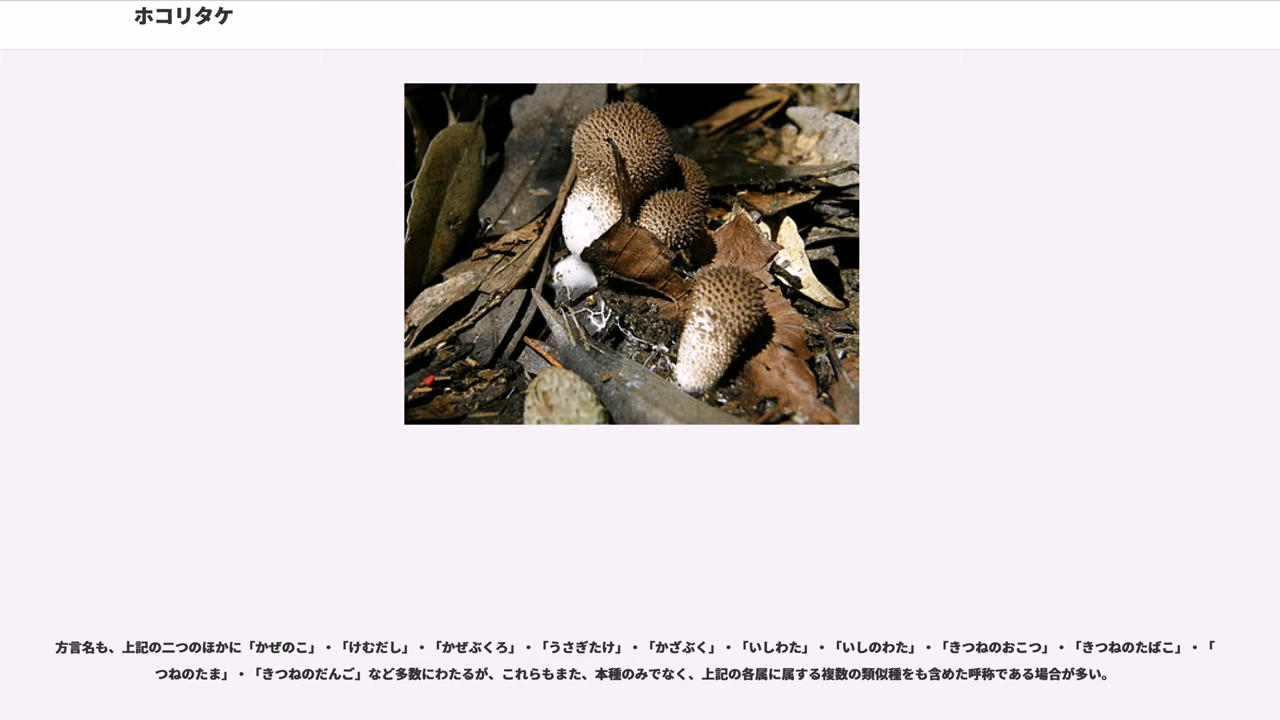 ホコリタケ
方言名も、上記の二つのほかに「かぜのこ」・「けむだし」・「かぜぶくろ」・「うさぎたけ」・「かざぶく」・「いしわた」・「いしのわた」・「きつねのおこつ」・「きつねのたばこ」・「
つねのたま」・「きつねのだんご」など多数にわたるが、これらもまた、本種のみでなく、上記の各属に属する複数の類似種をも含めた呼称である場合が多い。